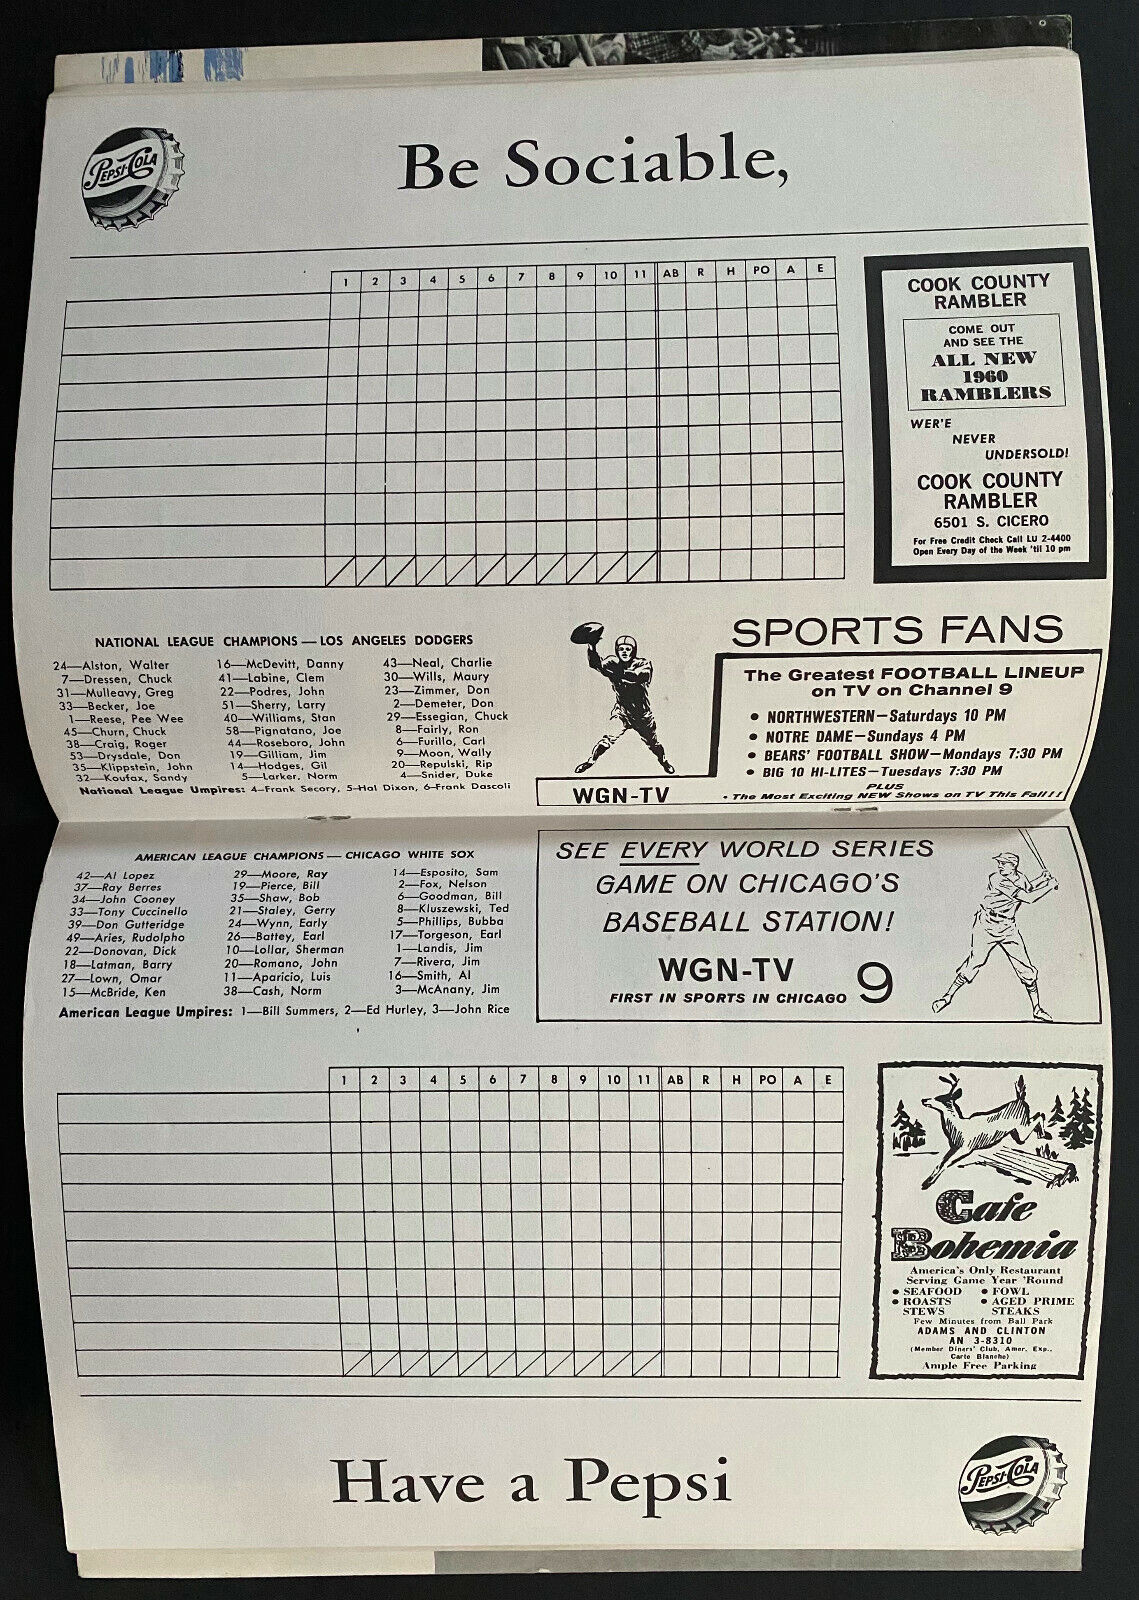 PEPSI-COLA
Be Sociable,
1 2 3 4 5 6 7 8 9 10 11 AB R H PO A E
COOK COUNTY
RAMBLER
COME OUT
AND SEE THE
ALL NEW
1960
RAMBLERS
WER'E
NEVER
UNDERSOLD!
COOK COUNTY
RAMBLER
6501 S. CICERO
For Free Credit Check Call LU 2-4400
Open Every Day of the Week 'til 10 pm
NATIONAL LEAGUE CHAMPIONS — LOS ANGELES DODGERS
24—Alston, Walter
7—Dressen, Chuck
31—Mulleavy, Greg
33—Becker, Joe
1—Reese, Pee Wee
45—Churn, Chuck
38—Craig, Roger
53—Drysdale, Don
35—Klippstein, John
32—Koufax, Sandy
16—McDevitt, Danny
41—Labine, Clem
22—Podres, John
51—Sherry, Larry
40—Williams, Stan
58—Pignatano, Joe
44—Roseboro, John
19—Gilliam, Jim
14—Hodges, Gil
5—Larker, Norm
43—Neal, Charlie
30—Wills, Maury
23—Zimmer, Don
2—Demeter, Don
29—Essegian, Chuck
8—Fairly, Ron
6—Furillo, Carl
9—Moon, Wally
20—Repulski, Rip
4—Snider, Duke
National League Umpires: 4—Frank Secory, 5—Hal Dixon, 6—Frank Dascoli
SPORTS FANS
The Greatest FOOTBALL LINEUP
on TV on Channel 9
• NORTHWESTERN—Saturdays 10 PM
• NOTRE DAME—Sundays 4 PM
• BEARS' FOOTBALL SHOW—Mondays 7:30 PM
• BIG 10 HI-LITES—Tuesdays 7:30 PM
PLUS
• The Most Exciting NEW Shows on TV This Fall!!
WGN-TV
AMERICAN LEAGUE CHAMPIONS — CHICAGO WHITE SOX
42—Al Lopez
37—Ray Berres
34—John Cooney
33—Tony Cuccinello
39—Don Gutteridge
49—Aries, Rudolpho
22—Donovan, Dick
18—Latman, Barry
27—Lown, Omar
15—McBride, Ken
29—Moore, Ray
19—Pierce, Bill
35—Shaw, Bob
21—Staley, Gerry
24—Wynn, Early
26—Battey, Earl
10—Lollar, Sherman
20—Romano, John
11—Aparicio, Luis
38—Cash, Norm
14—Esposito, Sam
2—Fox, Nelson
6—Goodman, Bill
8—Kluszewski, Ted
5—Phillips, Bubba
17—Torgeson, Earl
1—Landis, Jim
7—Rivera, Jim
16—Smith, Al
3—McAnany, Jim
American League Umpires: 1—Bill Summers, 2—Ed Hurley, 3—John Rice
SEE EVERY WORLD SERIES
GAME ON CHICAGO'S
BASEBALL STATION!
WGN-TV 9
FIRST IN SPORTS IN CHICAGO
1 2 3 4 5 6 7 8 9 10 11 AB R H PO A E
Cafe
Bohemia
America's Only Restaurant
Serving Game Year 'Round
• SEAFOOD • FOWL
• ROASTS • AGED PRIME
STEWS STEAKS
Few Minutes from Ball Park
ADAMS AND CLINTON
AN 3-8310
(Member Diners' Club, Amer. Exp.,
Carte Blanche)
Ample Free Parking
Have a Pepsi
PEPSI-COLA